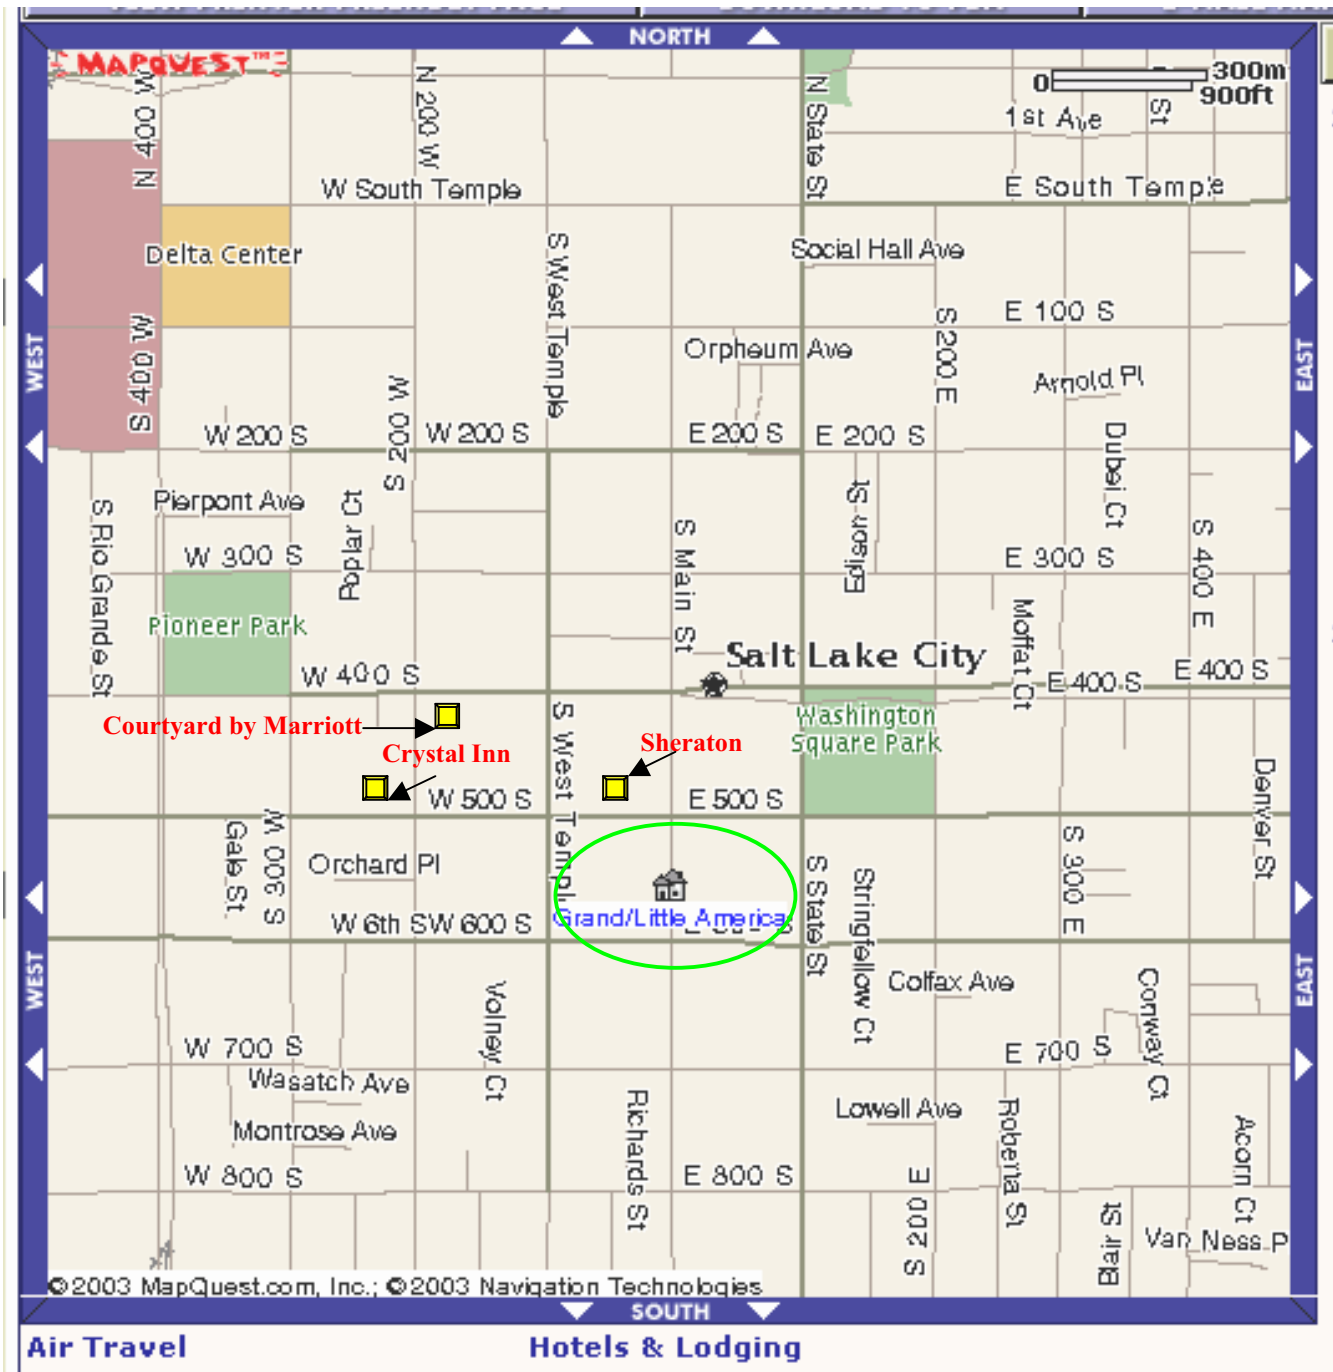 NORTH
MAPQUEST™
300m
0
900ft
N 400 W
N 200 W
N State St
1st Ave
St
W South Temple
E South Temple
Delta Center
S West Temple
Social Hall Ave
S 400 W
S 200 E
E 100 S
WEST
EAST
Orpheum Ave
Arnold Pl
S 200 W
W 200 S
W 200 S
E 200 S
E 200 S
Dubei Ct
Pierpont Ave
Poplar Ct
S Rio Grande St
S Main St
Edison St
S 400 E
W 300 S
E 300 S
Pioneer Park
Moffat Ct
Salt Lake City
W 400 S
E 400 S
E 400 S
Courtyard by Marriott
S West Templ
Washington
Square Park
Crystal Inn
Sheraton
W 500 S
E 500 S
Denver St
Gale St
S 300 W
Orchard Pl
S State St
Stringfellow Ct
S 300 E
W 6th S
W 600 S
Grand/Little America
WEST
EAST
Volney Ct
Colfax Ave
Conway Ct
W 700 S
E 700 S
Wasatch Ave
Richards St
Lowell Ave
Roberta St
Acorn Ct
Montrose Ave
W 800 S
E 800 S
S 200 E
Blair St
Van Ness P
©2003 MapQuest.com, Inc.; ©2003 Navigation Technologies
SOUTH
Air Travel
Hotels & Lodging